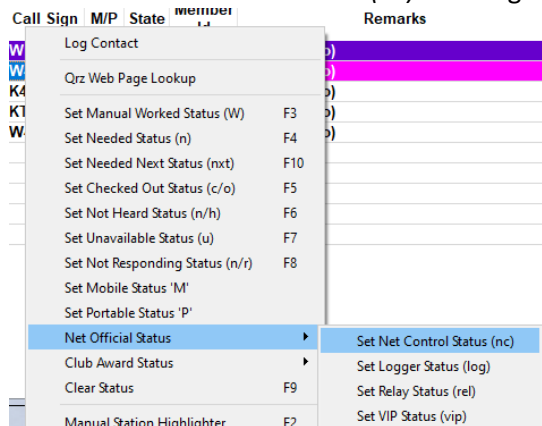 Call Sign M/P State Member Remarks
W
Log Contact
W
Qrz Web Page Lookup
K4
KT
Set Manual Worked Status (W) F3
W
Set Needed Status (n) F4
Set Needed Next Status (nxt) F10
Set Checked Out Status (c/o) F5
Set Not Heard Status (n/h) F6
Set Unavailable Status (u) F7
Set Not Responding Status (n/r) F8
Set Mobile Status 'M'
Set Portable Status 'P'
Net Official Status
Set Net Control Status (nc)
Club Award Status
Set Logger Status (log)
Clear Status F9
Set Relay Status (rel)
Manual Station Highlighter F2
Set VIP Status (vip)